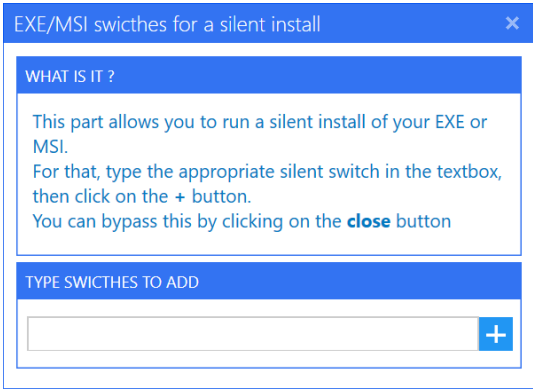 EXE/MSI swicthes for a silent install
WHAT IS IT ?
This part allows you to run a silent install of your EXE or
MSI.
For that, type the appropriate silent switch in the textbox,
then click on the + button.
You can bypass this by clicking on the close button
TYPE SWICTHES TO ADD